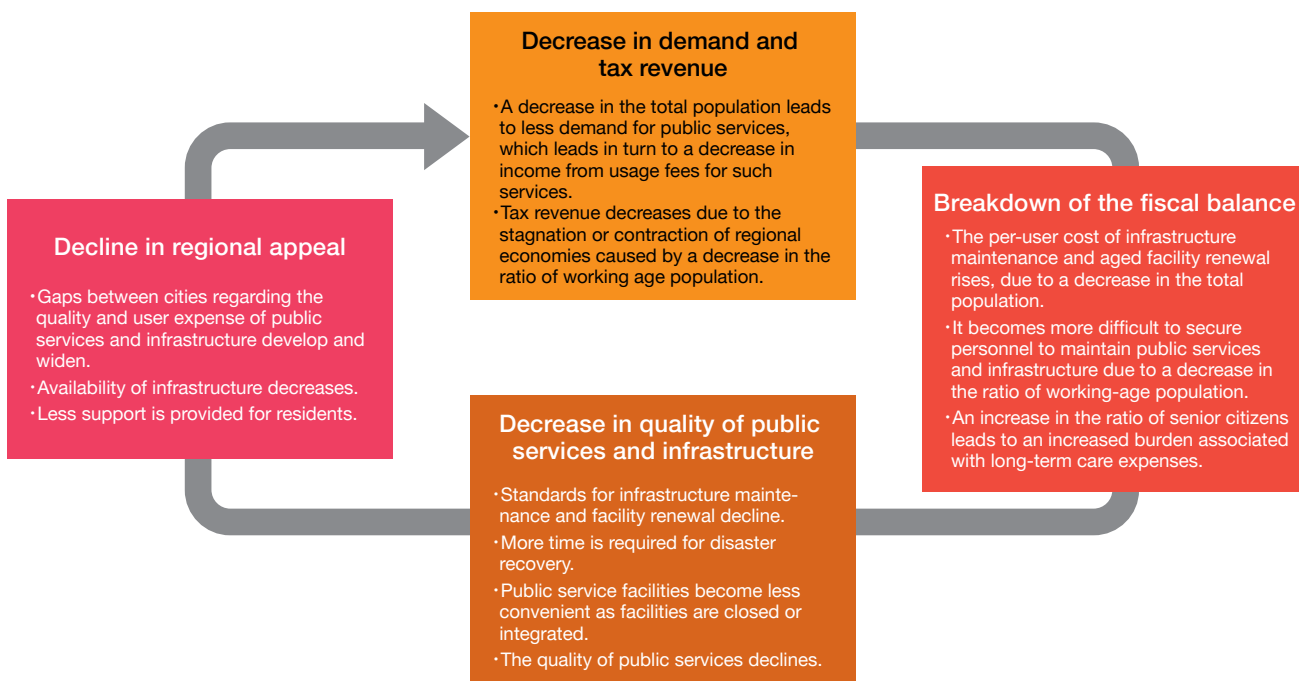 Decrease in demand and
tax revenue
・A decrease in the total population leads
to less demand for public services,
which leads in turn to a decrease in
income from usage fees for such
services.
・Tax revenue decreases due to the
stagnation or contraction of regional
economies caused by a decrease in the
ratio of working age population.
Breakdown of the fiscal balance
・The per-user cost of infrastructure
maintenance and aged facility renewal
rises, due to a decrease in the total
population.
・It becomes more difficult to secure
personnel to maintain public services
and infrastructure due to a decrease in
the ratio of working-age population.
・An increase in the ratio of senior citizens
leads to an increased burden associated
with long-term care expenses.
Decrease in quality of public
services and infrastructure
・Standards for infrastructure mainte-
nance and facility renewal decline.
・More time is required for disaster
recovery.
・Public service facilities become less
convenient as facilities are closed or
integrated.
・The quality of public services declines.
Decline in regional appeal
・Gaps between cities regarding the
quality and user expense of public
services and infrastructure develop and
widen.
・Availability of infrastructure decreases.
・Less support is provided for residents.